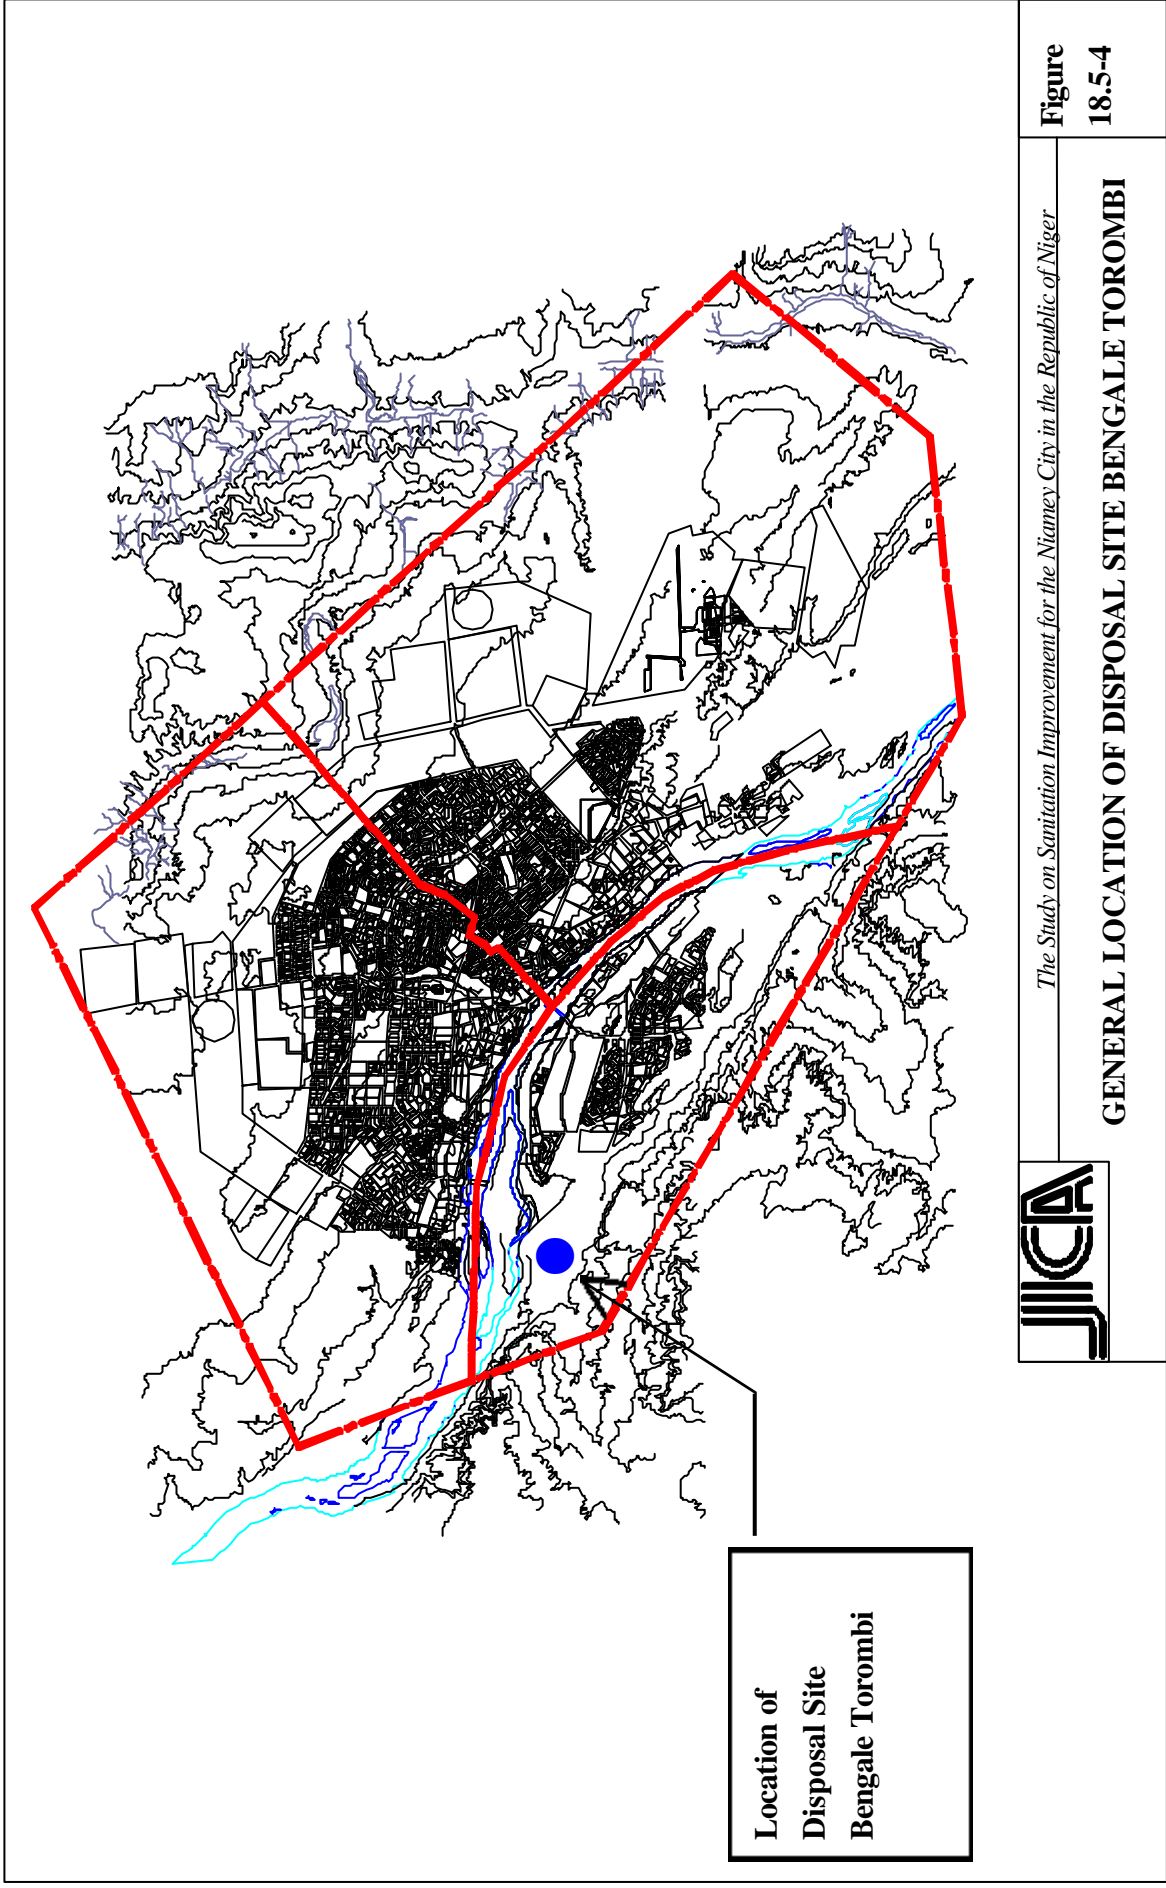 Location of
Disposal Site
Bengale Torombi
JICA
The Study on Sanitation Improvement for the Niamey City in the Republic of Niger
GENERAL LOCATION OF DISPOSAL SITE BENGALE TOROMBI
Figure
18.5-4